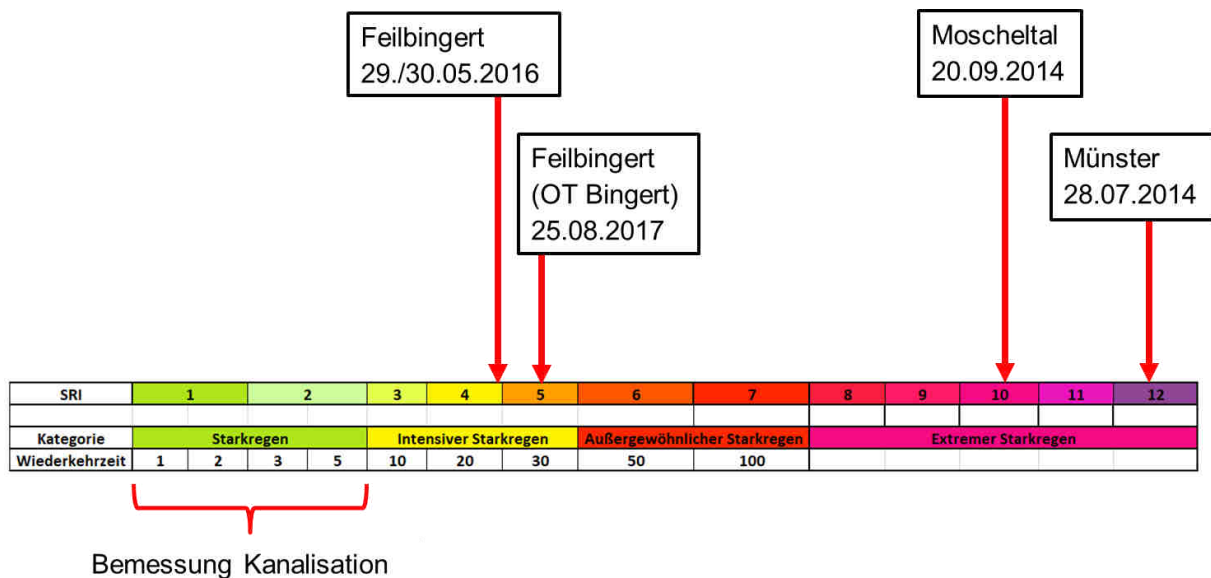 Feilbingert
29./30.05.2016
Moscheltal
20.09.2014
Feilbingert
(OT Bingert)
25.08.2017
Münster
28.07.2014
SRI 1 2 3 4 5 6 7 8 9 10 11 12
Kategorie Starkregen Intensiver Starkregen Außergewöhnlicher Starkregen Extremer Starkregen
Wiederkehrzeit 1 2 3 5 10 20 30 50 100
Bemessung Kanalisation